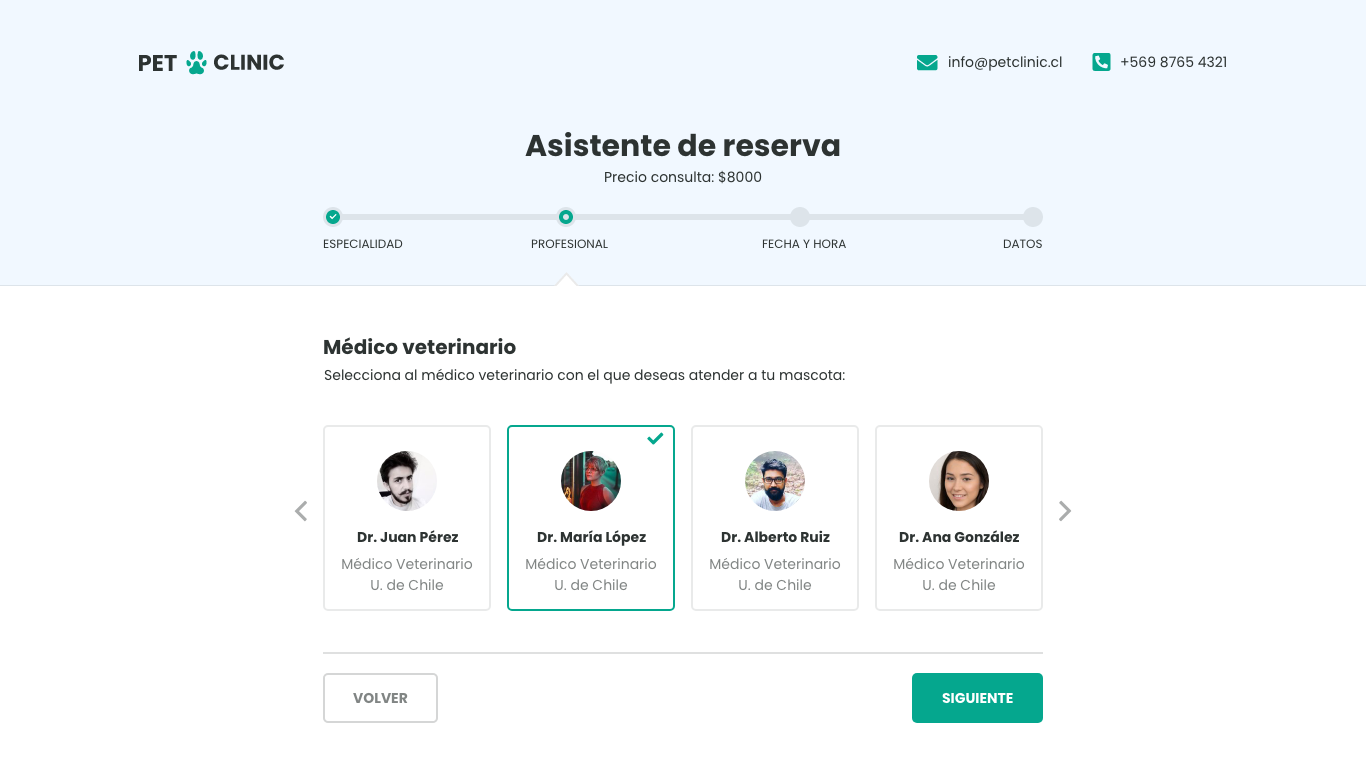 PET CLINIC
info@petclinic.cl
+569 8765 4321
Asistente de reserva
Precio consulta: $8000
ESPECIALIDAD
PROFESIONAL
FECHA Y HORA
DATOS
Médico veterinario
Selecciona al médico veterinario con el que deseas atender a tu mascota:
Dr. Juan Pérez
Médico Veterinario
U. de Chile
Dr. María López
Médico Veterinario
U. de Chile
Dr. Alberto Ruiz
Médico Veterinario
U. de Chile
Dr. Ana González
Médico Veterinario
U. de Chile
VOLVER
SIGUIENTE